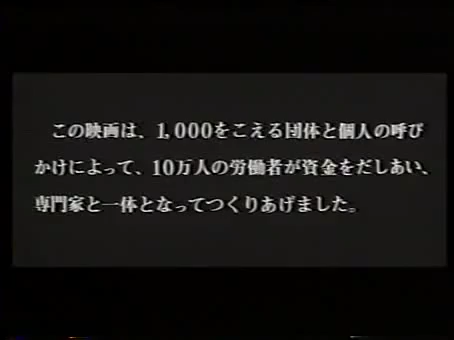 この映画は、1,000をこえる団体と個人の呼び
かけによって、10万人の労働者が資金をだしあい、
専門家と一体となってつくりあげました。